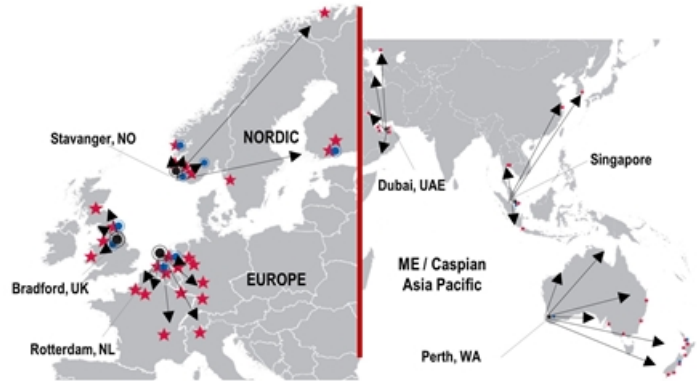 Stavanger, NO
NORDIC
Bradford, UK
EUROPE
Rotterdam, NL
Singapore
Dubai, UAE
ME / Caspian
Asia Pacific
Perth, WA